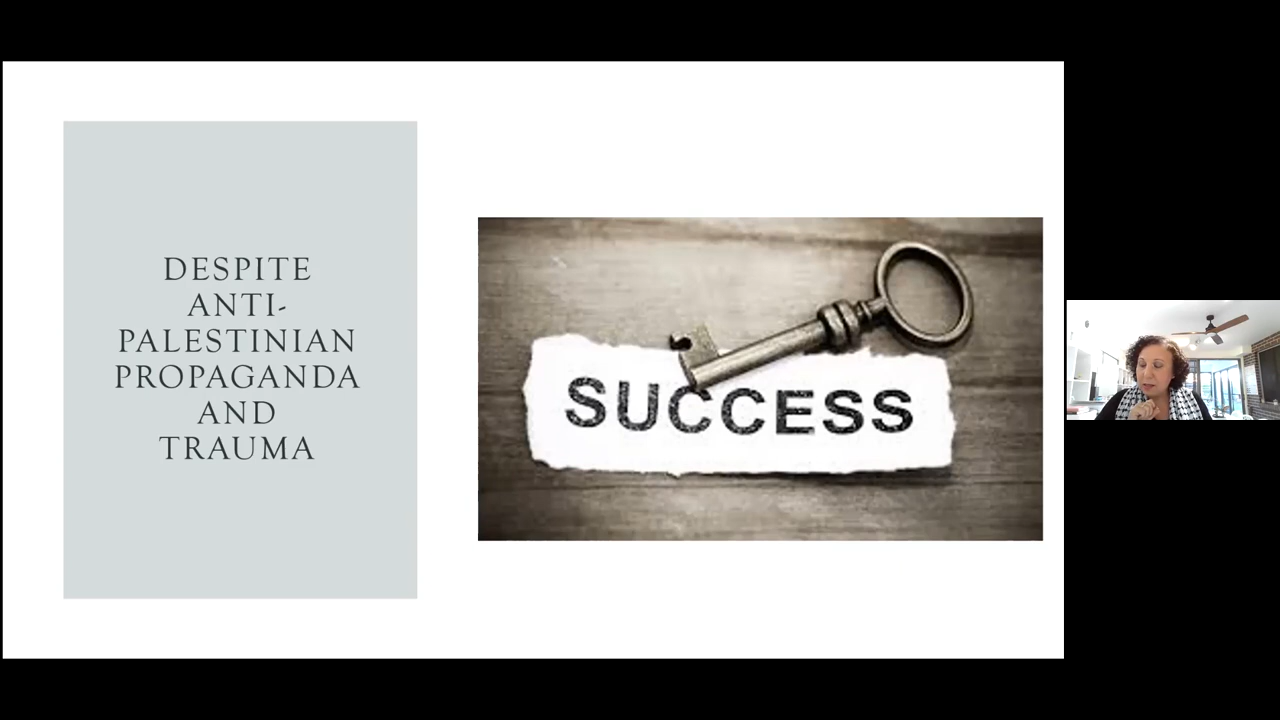 DESPITE
ANTI-
PALESTINIAN
PROPAGANDA
AND
TRAUMA
SUCCESS